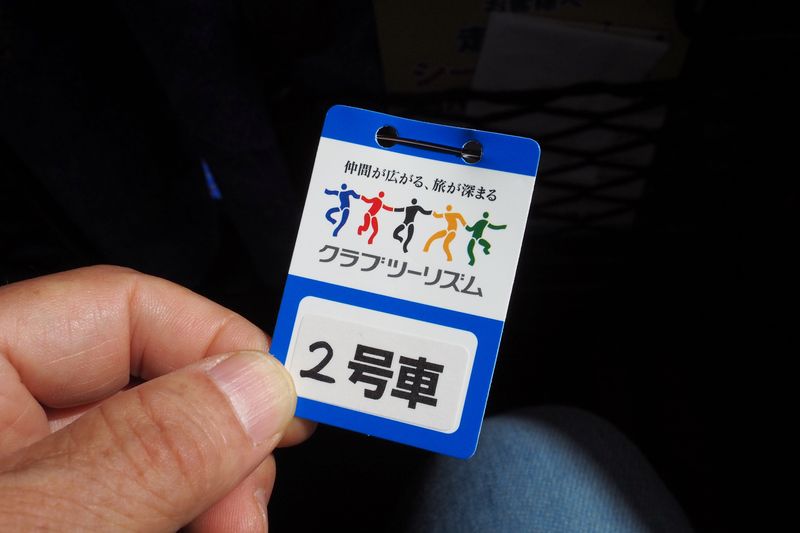 仲間が広がる、旅が深まる
クラブツーリズム
2号車